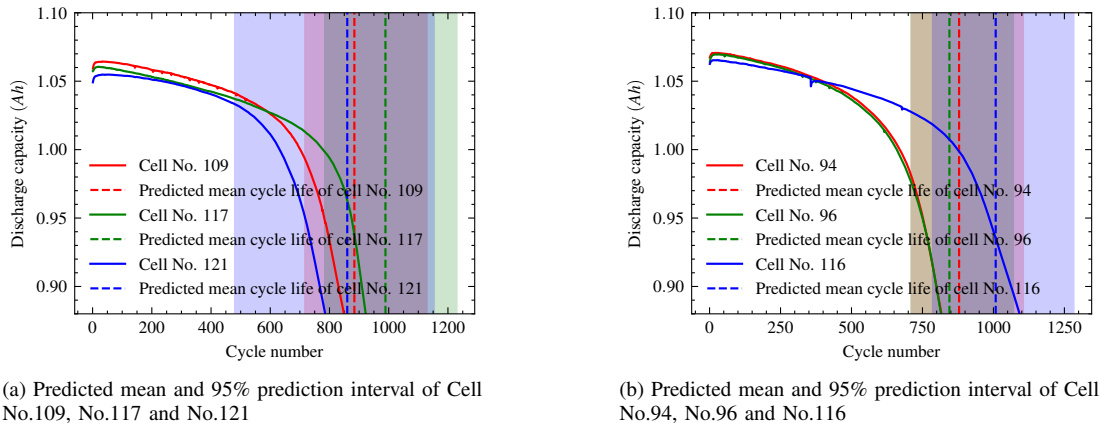 1.10
1.05
1.00
0.95
0.90
Discharge capacity (Ah)
Cell No. 109
Predicted mean cycle life of cell No. 109
Cell No. 117
Predicted mean cycle life of cell No. 117
Cell No. 121
Predicted mean cycle life of cell No. 121
0 200 400 600 800 1000 1200
Cycle number
(a) Predicted mean and 95% prediction interval of Cell
No.109, No.117 and No.121
1.10
1.05
1.00
0.95
0.90
Discharge capacity (Ah)
Cell No. 94
Predicted mean cycle life of cell No. 94
Cell No. 96
Predicted mean cycle life of cell No. 96
Cell No. 116
Predicted mean cycle life of cell No. 116
0 250 500 750 1000 1250
Cycle number
(b) Predicted mean and 95% prediction interval of Cell
No.94, No.96 and No.116